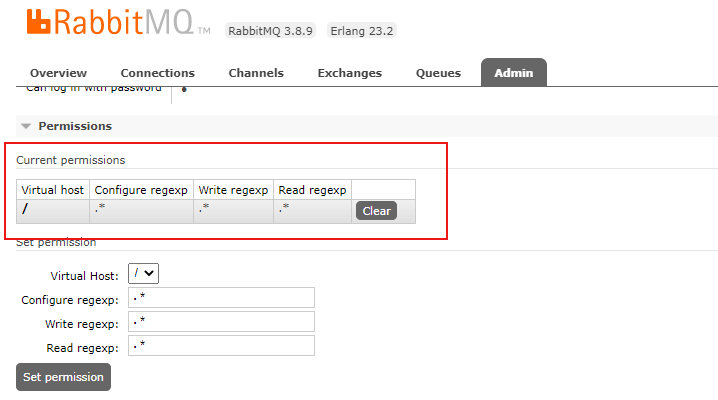 RabbitMQ TM RabbitMQ 3.8.9 Erlang 23.2
Overview Connections Channels Exchanges Queues Admin
Can log in with password •
Permissions
Current permissions
Virtual host Configure regexp Write regexp Read regexp
/ .* .* .* Clear
Set permission
Virtual Host: /
Configure regexp: .*
Write regexp: .*
Read regexp: .*
Set permission